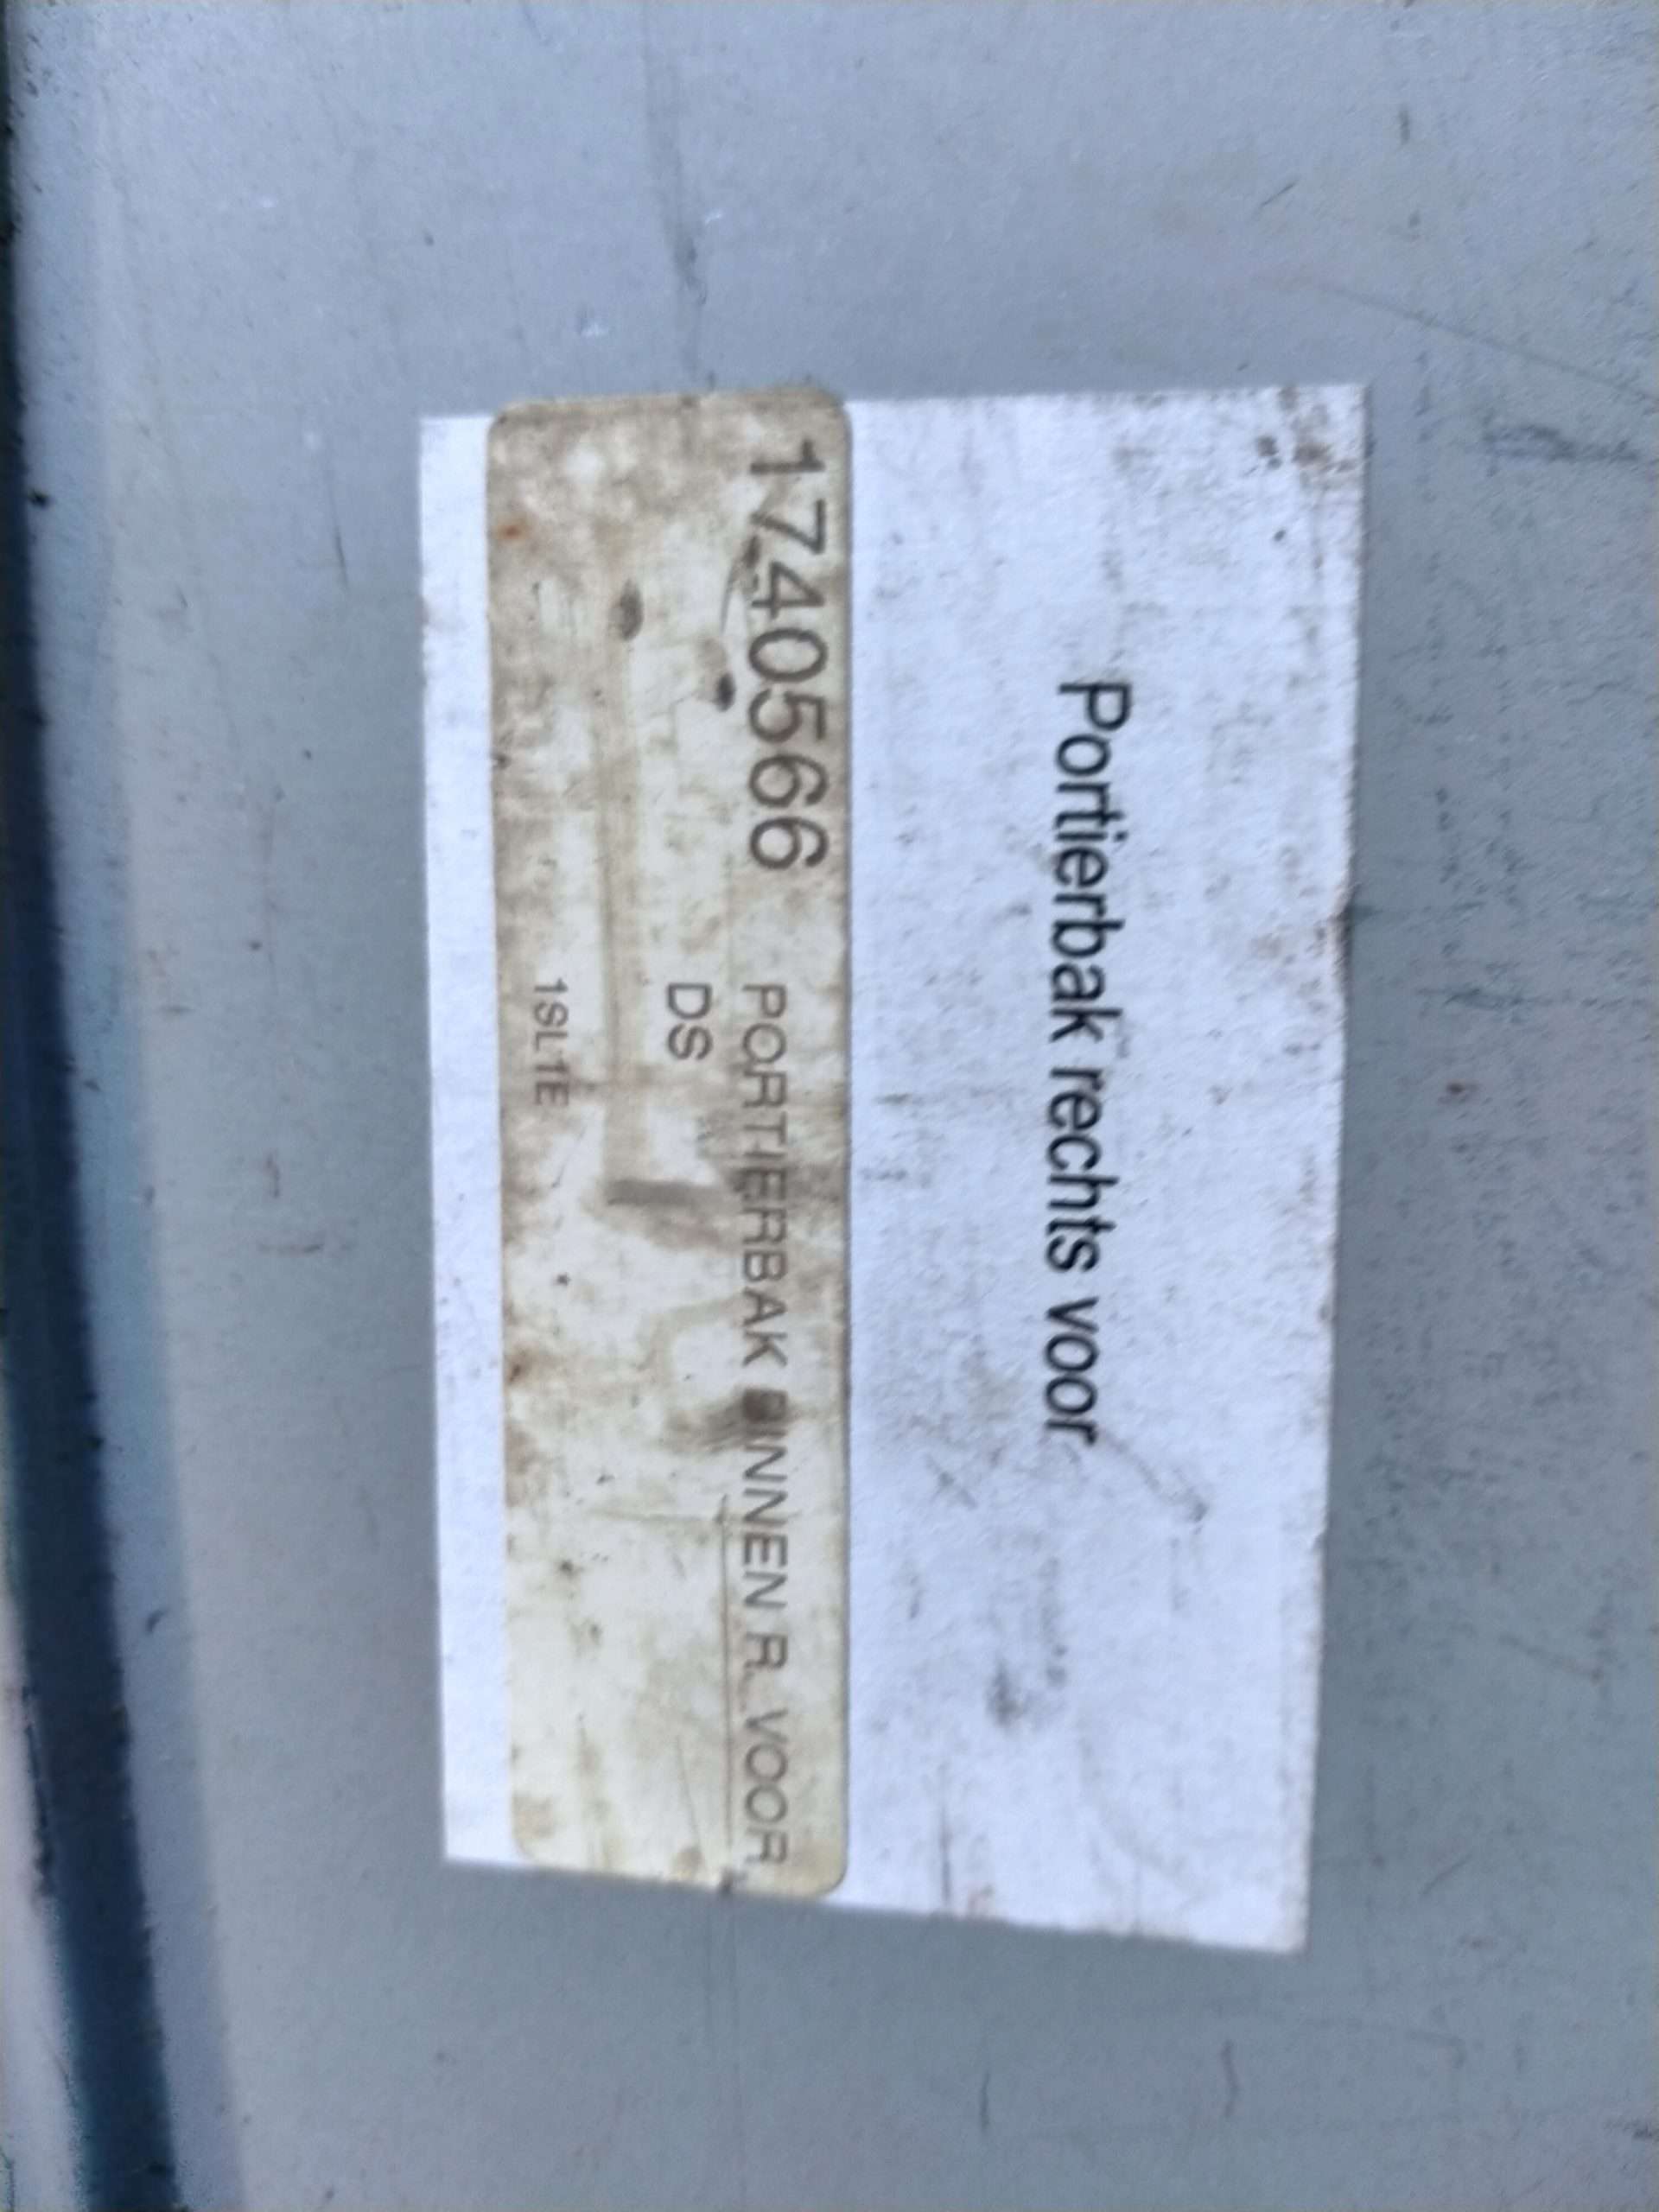 Portierbak rechts voor
17405566
PORTIERBAK BINNEN R. VOOR
DS
1SL1E